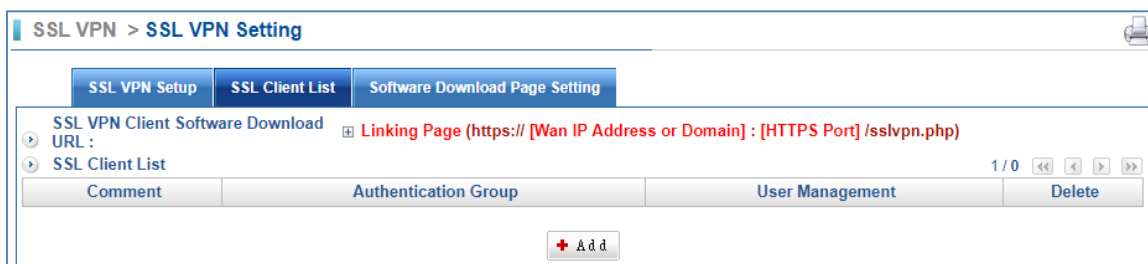 SSL VPN > SSL VPN Setting
SSL VPN Setup SSL Client List Software Download Page Setting
SSL VPN Client Software Download
URL :
Linking Page (https:// [Wan IP Address or Domain] : [HTTPS Port] /sslvpn.php)
SSL Client List 1 / 0
Comment Authentication Group User Management Delete
Add